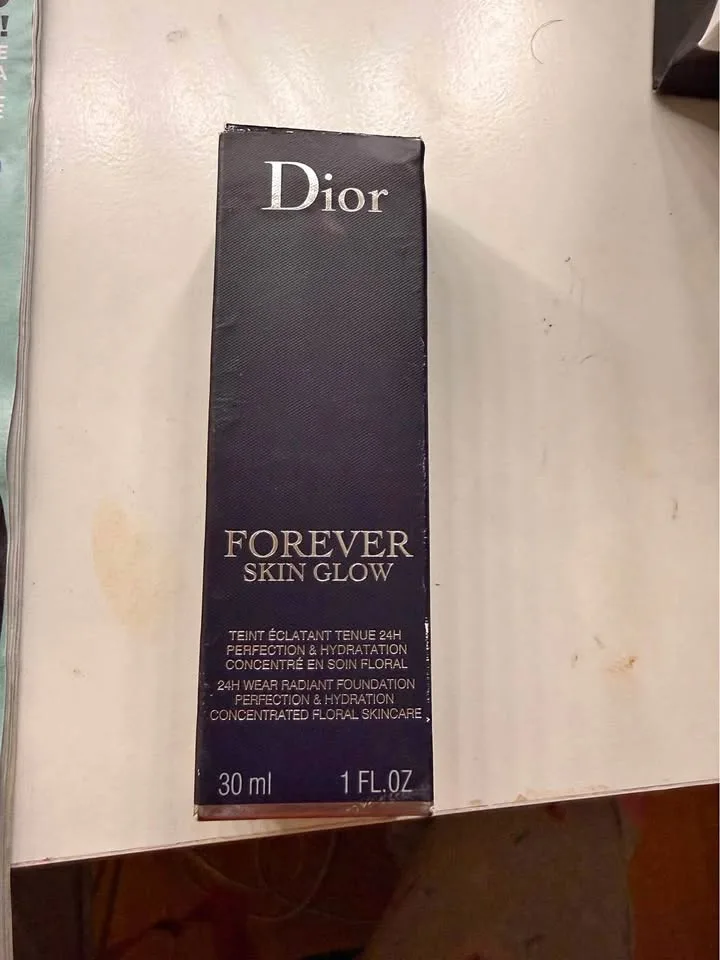 Dior
FOREVER
SKIN GLOW
TEINT ÉCLATANT TENUE 24H
PERFECTION & HYDRATATION
CONCENTRÉ EN SOIN FLORAL
24H WEAR RADIANT FOUNDATION
PERFECTION & HYDRATION
CONCENTRATED FLORAL SKINCARE
30 ml 1 FL.OZ